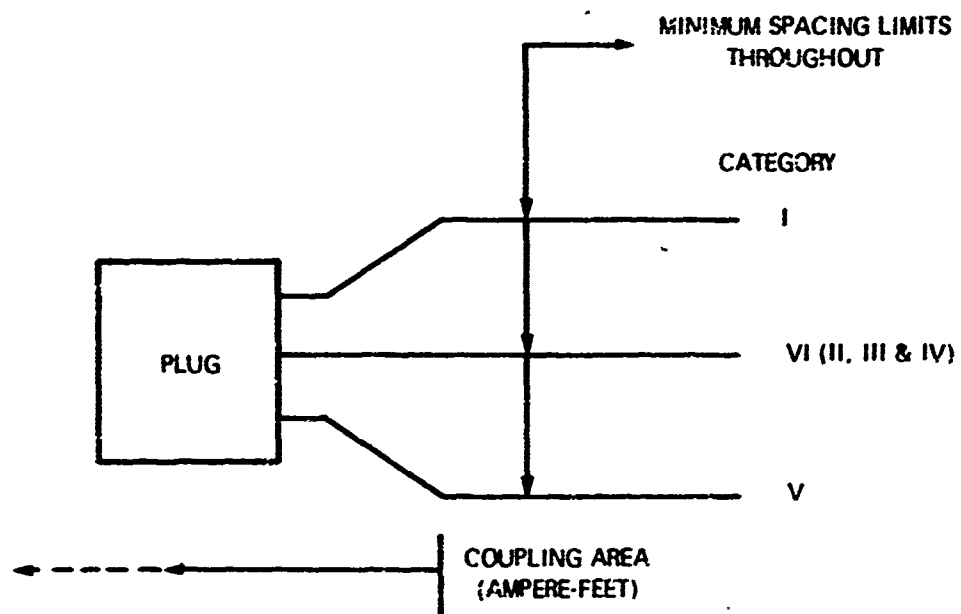 MINIMUM SPACING LIMITS
THROUGHOUT
CATEGORY
I
PLUG
VI (II, III & IV)
V
COUPLING AREA
(AMPERE-FEET)